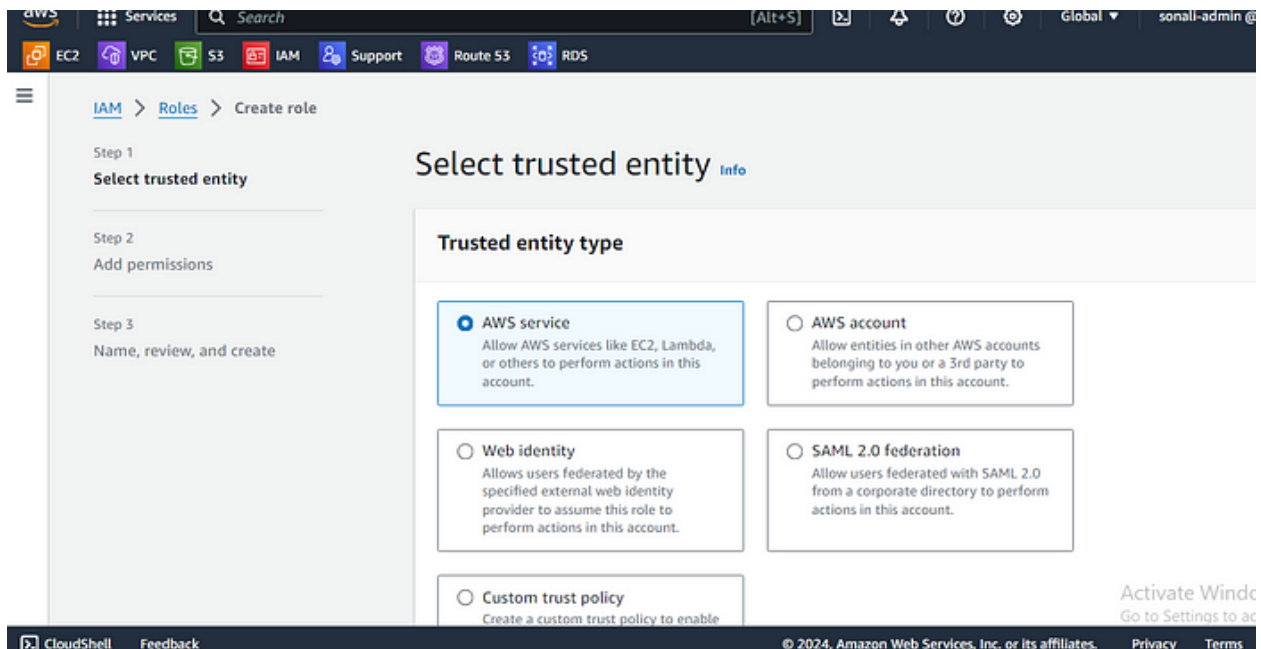 aws
Services
Search
[Alt+S]
Global
sonali-admin @
EC2
VPC
S3
IAM
Support
Route 53
RDS
IAM > Roles > Create role
Step 1
Select trusted entity
Step 2
Add permissions
Step 3
Name, review, and create
Select trusted entity Info
Trusted entity type
AWS service
Allow AWS services like EC2, Lambda,
or others to perform actions in this
account.
AWS account
Allow entities in other AWS accounts
belonging to you or a 3rd party to
perform actions in this account.
Web identity
Allows users federated by the
specified external web identity
provider to assume this role to
perform actions in this account.
SAML 2.0 federation
Allow users federated with SAML 2.0
from a corporate directory to perform
actions in this account.
Custom trust policy
Create a custom trust policy to enable
Activate Windo
Go to Settings to ac
CloudShell
Feedback
© 2024, Amazon Web Services, Inc. or its affiliates.
Privacy
Terms